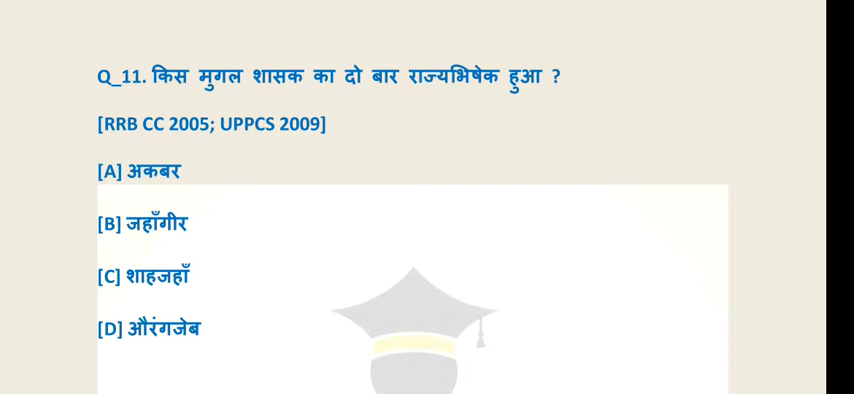 Q_11. किस मुगल शासक का दो बार राज्यभिषेक हुआ ?
[RRB CC 2005; UPPCS 2009]
[A] अकबर
[B] जहाँगीर
[C] शाहजहाँ
[D] औरंगजेब